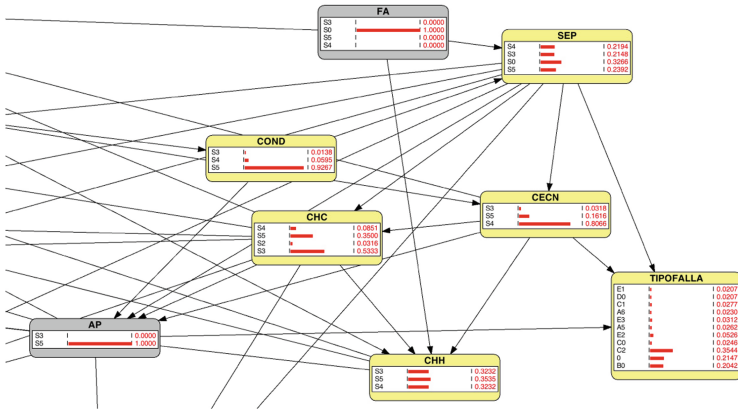 FA
S3 0.0000
S0 1.0000
S5 0.0000
S4 0.0000
SEP
S4 0.2194
S3 0.2148
S0 0.3266
S5 0.2392
COND
S3 0.0138
S4 0.0595
S5 0.9267
CECN
S3 0.0318
S5 0.1616
S4 0.8066
CHC
S4 0.0851
S5 0.3500
S2 0.0316
S3 0.5333
TIPOFALLA
E1 0.0207
D0 0.0207
C1 0.0277
A6 0.0230
E3 0.0312
A5 0.0262
E2 0.0526
C0 0.0246
C2 0.3544
0 0.2147
B0 0.2042
AP
S3 0.0000
S5 1.0000
CHH
S3 0.3232
S5 0.3535
S4 0.3232